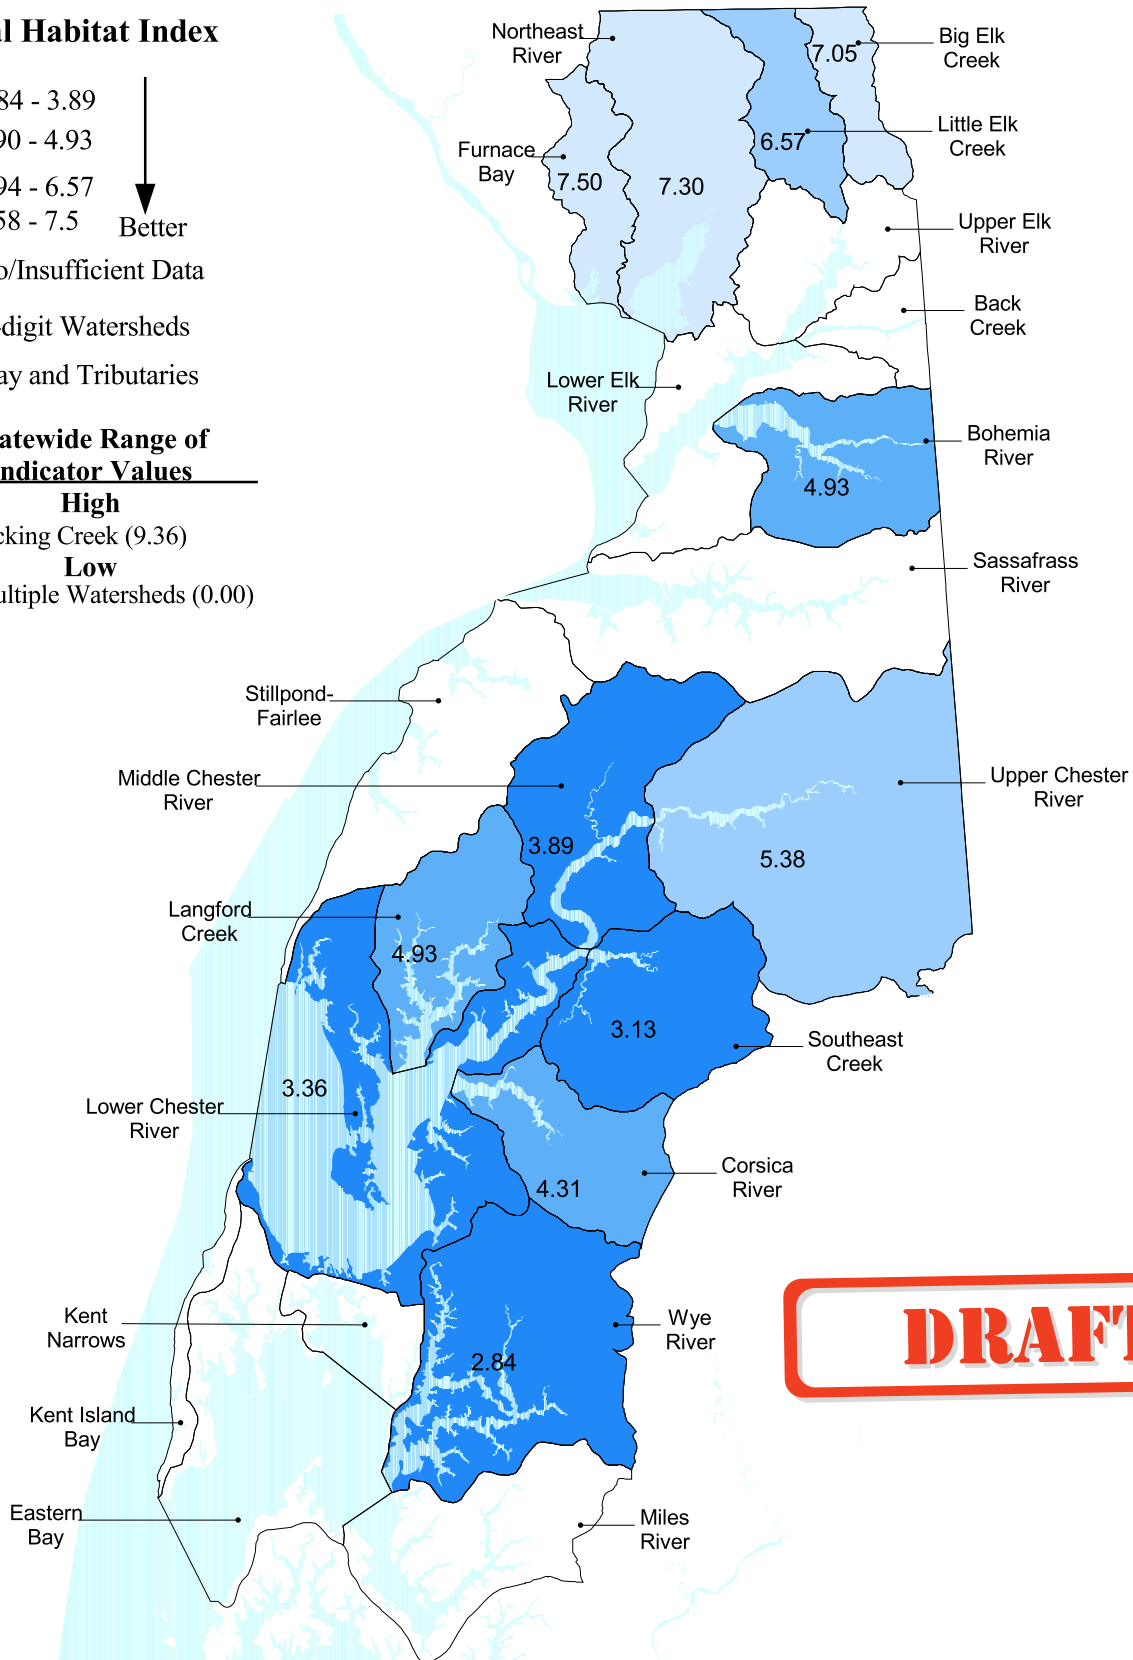 l Habitat Index
84 - 3.89
90 - 4.93
94 - 6.57
58 - 7.5
Better
o/Insufficient Data
-digit Watersheds
ay and Tributaries
atewide Range of
ndicator Values
High
cking Creek (9.36)
Low
ultiple Watersheds (0.00)
Northeast
River
Big Elk
Creek
7.05
Little Elk
Creek
6.57
Furnace
Bay
7.50
7.30
Upper Elk
River
Back
Creek
Lower Elk
River
Bohemia
River
4.93
Sassafrass
River
Stillpond-
Fairlee
Middle Chester
River
Upper Chester
River
3.89
5.38
Langford
Creek
4.93
3.13
Southeast
Creek
3.36
Lower Chester
River
Corsica
River
4.31
Kent
Narrows
Wye
River
2.84
DRAFT
Kent Island
Bay
Eastern
Bay
Miles
River